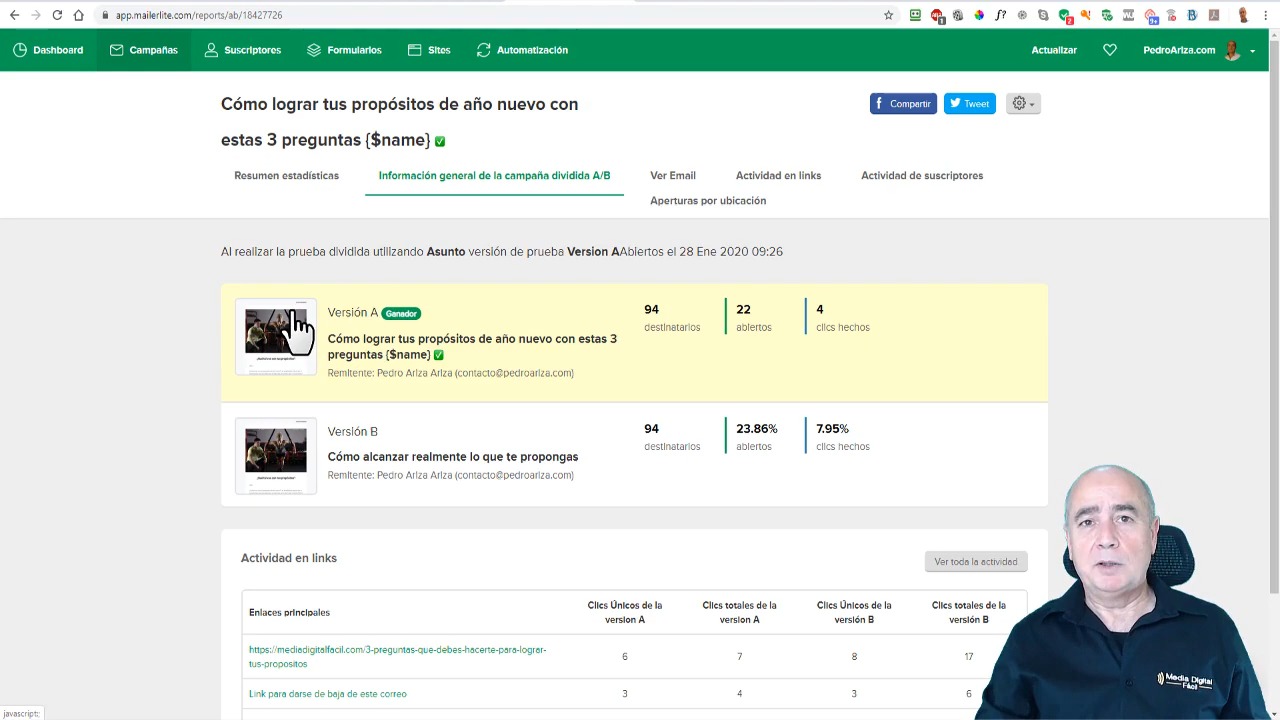 app.mailerlite.com/reports/ab/18427726
Dashboard Campañas Suscriptores Formularios Sites Automatización Actualizar PedroAriza.com
Cómo lograr tus propósitos de año nuevo con
estas 3 preguntas {$name} ✅
Compartir Tweet
Resumen estadísticas Información general de la campaña dividida A/B Ver Email Actividad en links Actividad de suscriptores
Aperturas por ubicación
Al realizar la prueba dividida utilizando Asunto versión de prueba Version AAbiertos el 28 Ene 2020 09:26
Versión A Ganador
Cómo lograr tus propósitos de año nuevo con estas 3
preguntas {$name} ✅
Remitente: Pedro Ariza Ariza (contacto@pedroariza.com)
94 22 4
destinatarios abiertos clics hechos
Versión B
Cómo alcanzar realmente lo que te propongas
Remitente: Pedro Ariza Ariza (contacto@pedroariza.com)
94 23.86% 7.95%
destinatarios abiertos clics hechos
Actividad en links
Ver toda la actividad
Enlaces principales
Clics Únicos de la
version A
Clics totales de la
version A
Clics Únicos de la
versión B
Clics totales de la
versión B
https://mediadigitalfacil.com/3-preguntas-que-debes-hacerte-para-lograr-
tus-propositos
6 7 8 17
Link para darse de baja de este correo 3 4 3 6
Media Digital
Fácil
javascript:;